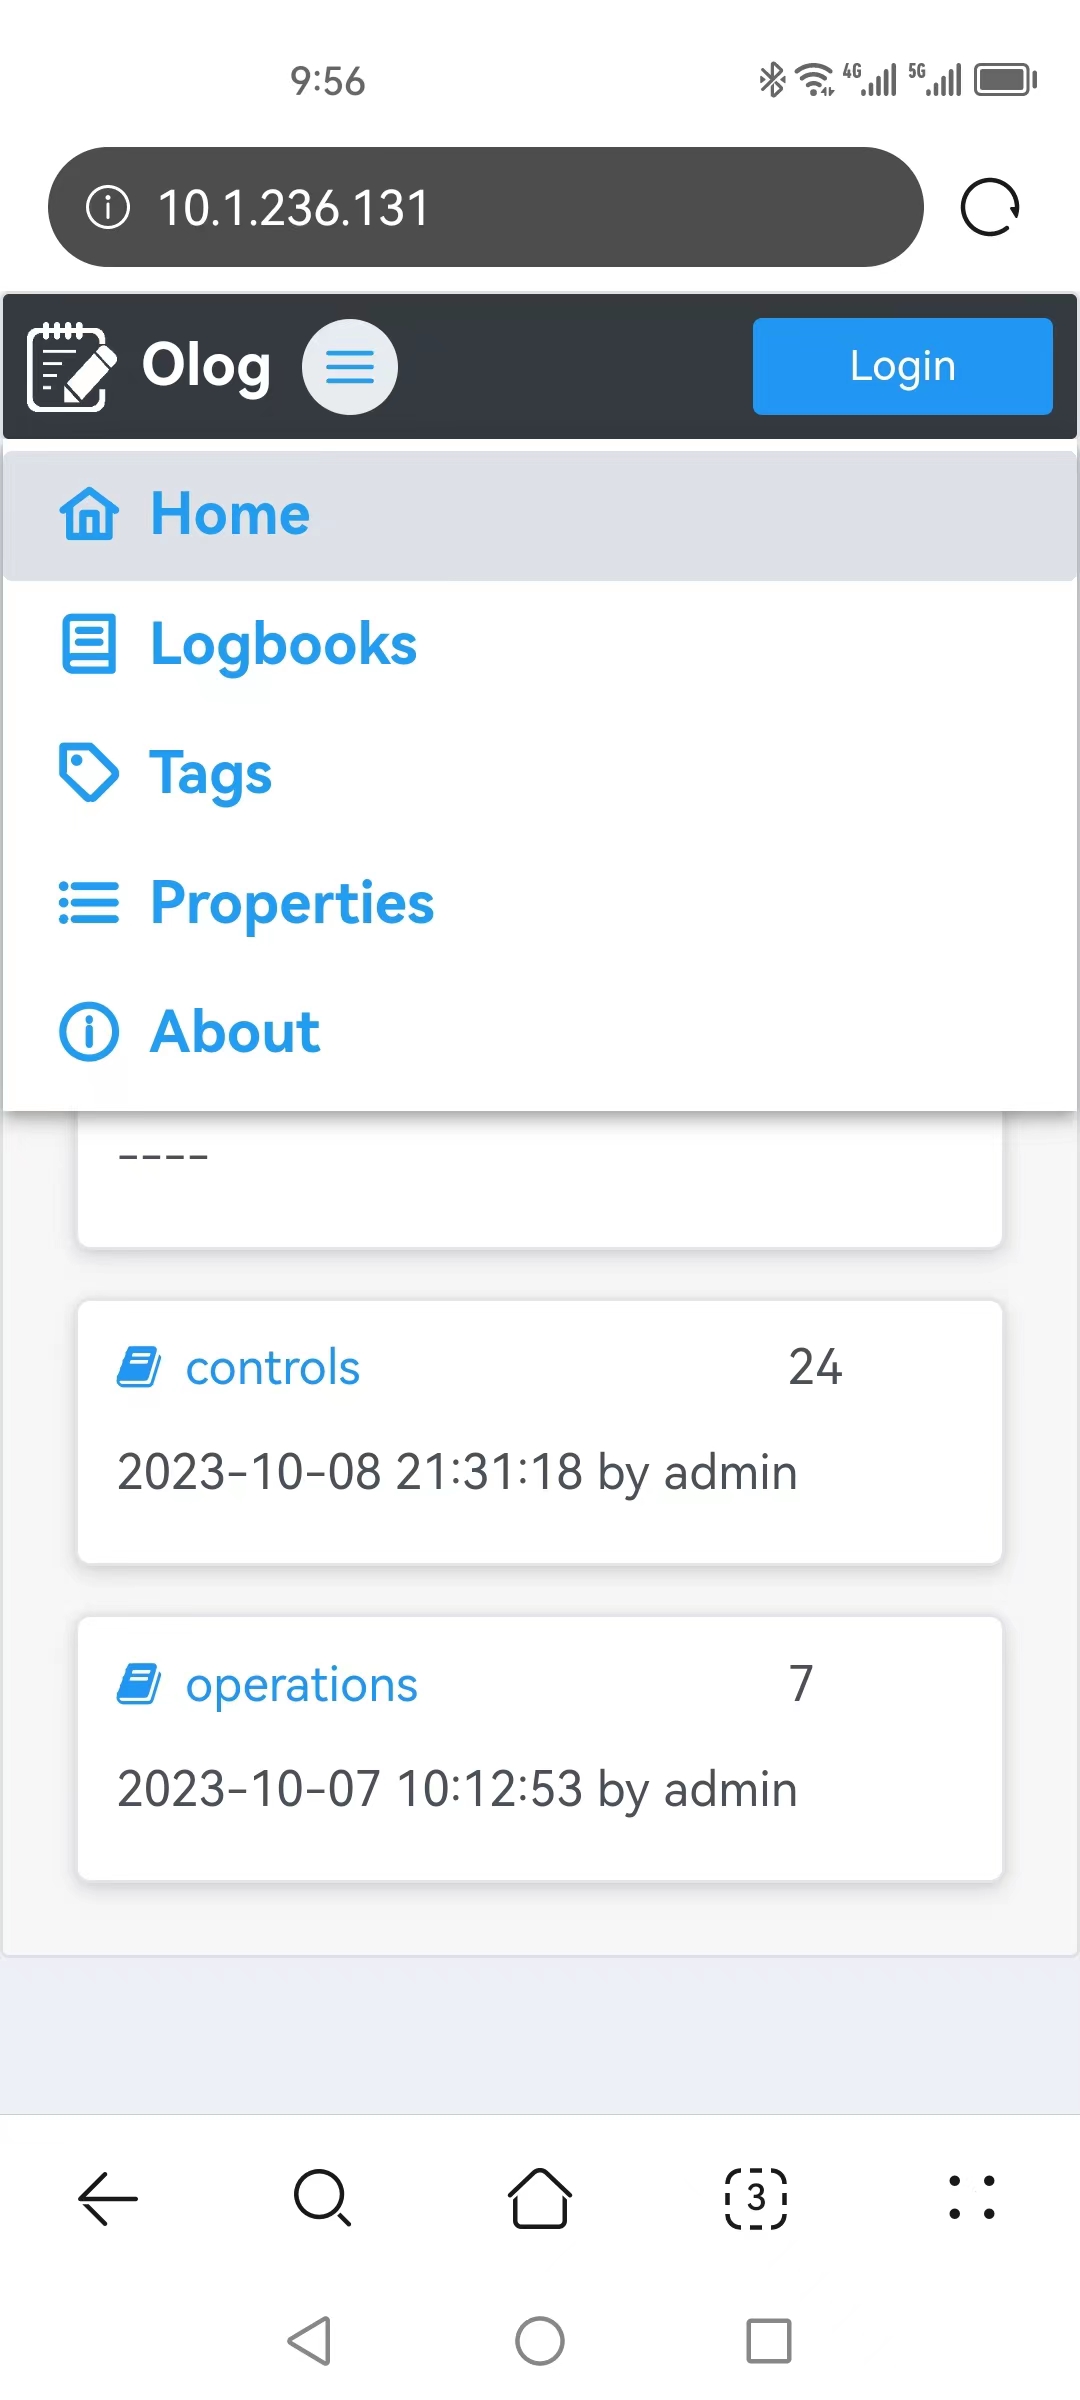 9:56
4G 5G
10.1.236.131
Olog
Login
Home
Logbooks
Tags
Properties
About
----
controls 24
2023-10-08 21:31:18 by admin
operations 7
2023-10-07 10:12:53 by admin
3